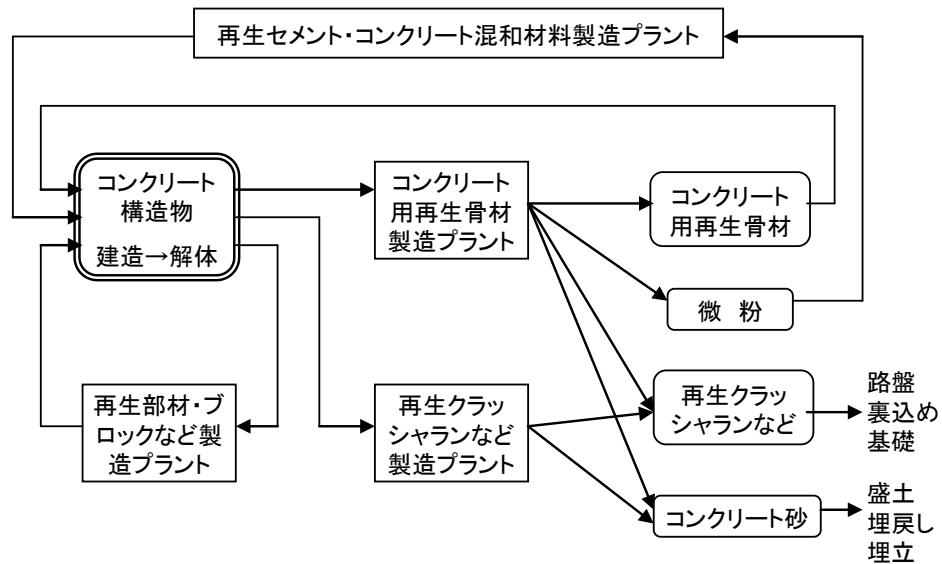 再生セメント・コンクリート混和材料製造プラント
コンクリート
構造物
建造→解体
コンクリート
用再生骨材
製造プラント
コンクリート
用再生骨材
微 粉
再生部材・ブ
ロックなど製
造プラント
再生クラッ
シャランなど
製造プラント
再生クラッ
シャランなど
路盤
裏込め
基礎
コンクリート砂
盛土
埋戻し
埋立